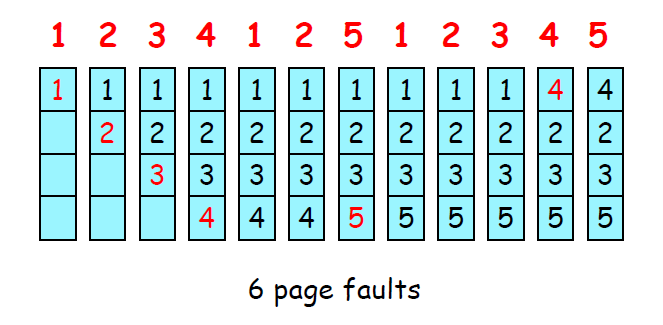 1 2 3 4 1 2 5 1 2 3 4 5
1 1 1 1 1 1 1 1 1 1 4 4
2 2 2 2 2 2 2 2 2 2 2
3 3 3 3 3 3 3 3 3 3
4 4 4 5 5 5 5 5 5
6 page faults